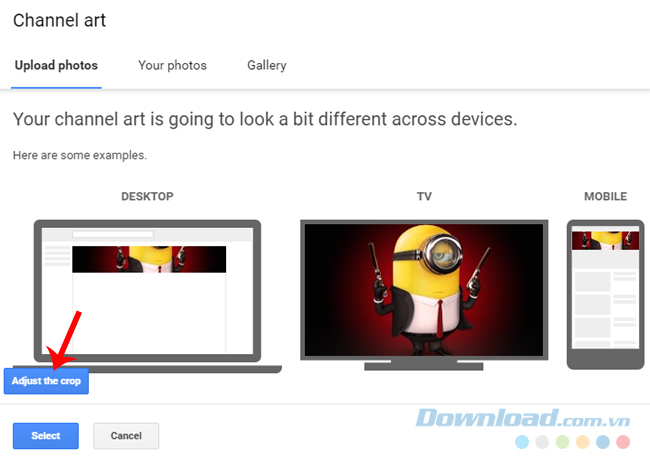 Channel art
Upload photos Your photos Gallery
Your channel art is going to look a bit different across devices.
Here are some examples.
DESKTOP TV MOBILE
Adjust the crop
Select Cancel
Download.com.vn